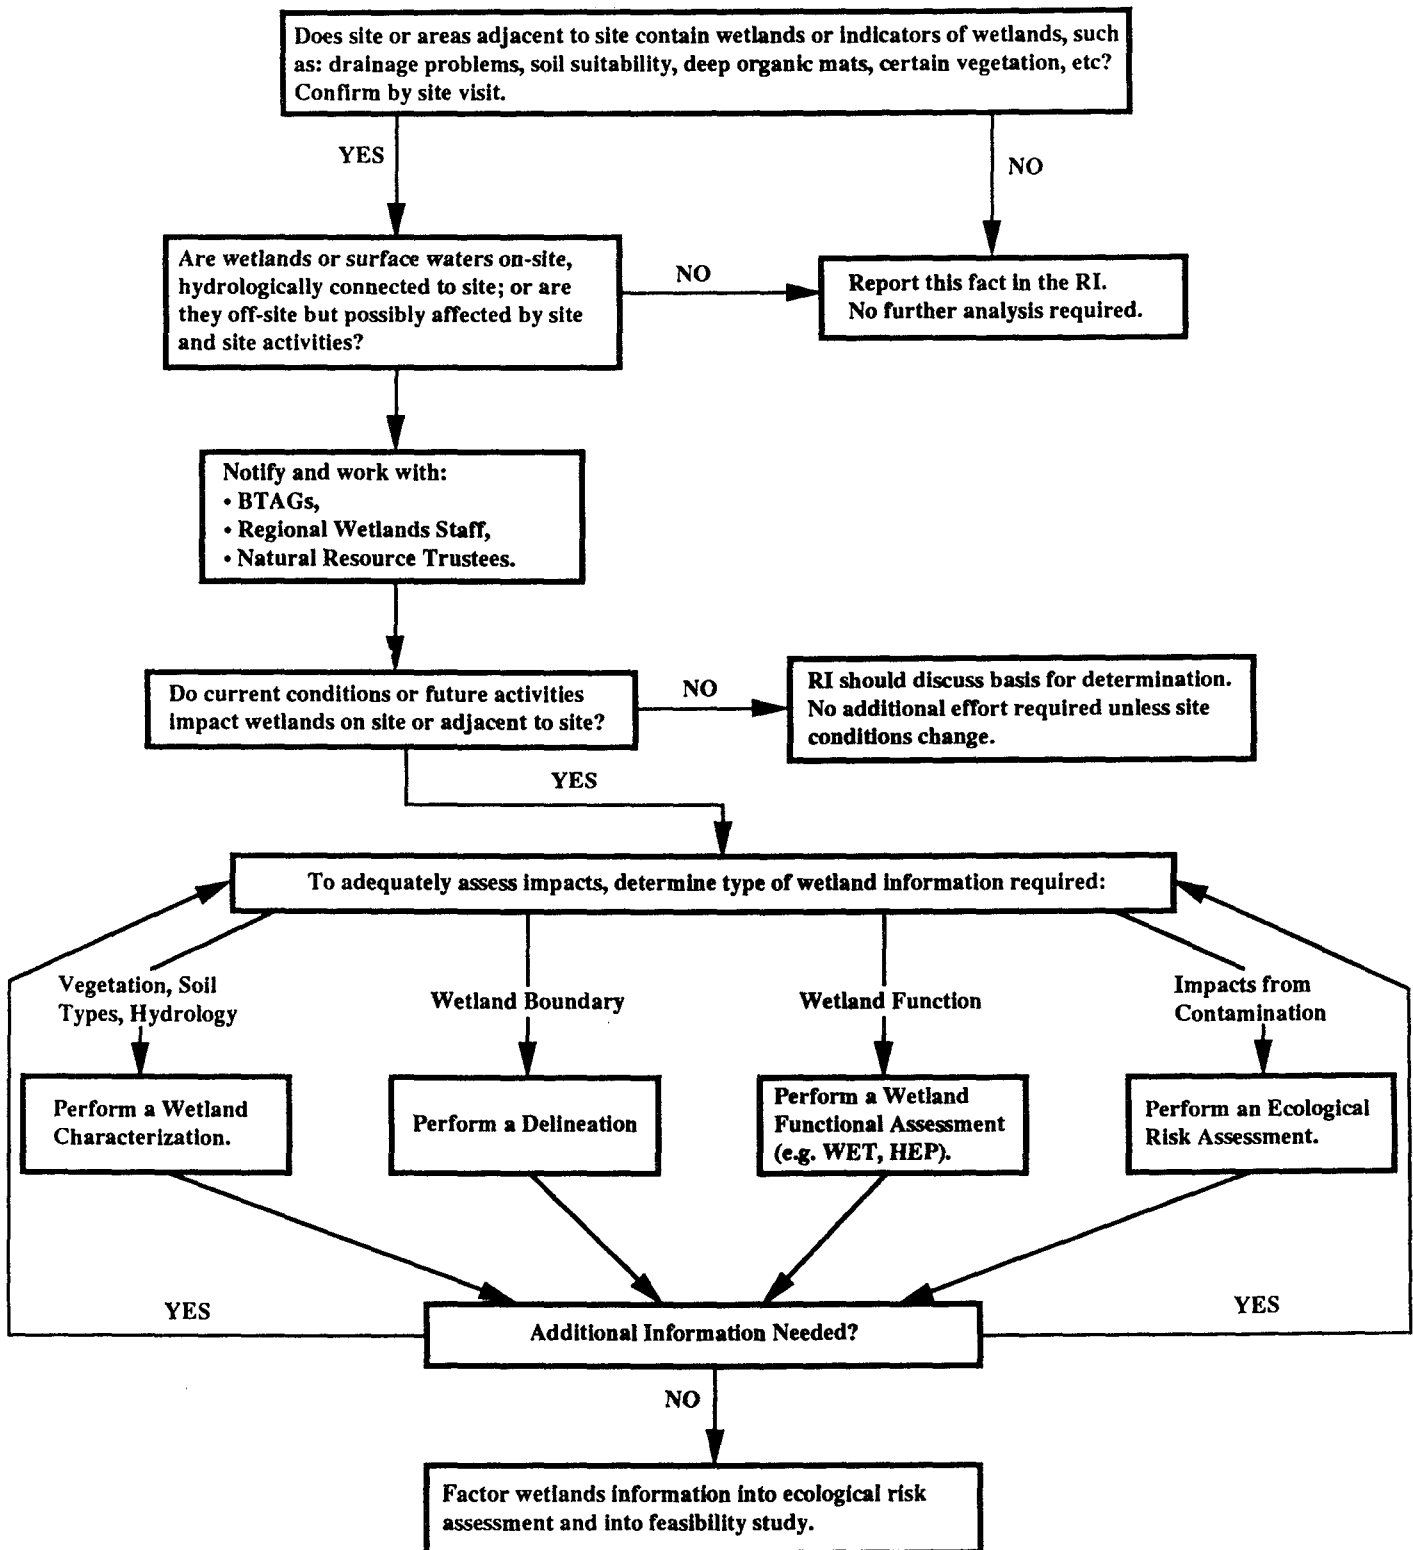 Does site or areas adjacent to site contain wetlands or indicators of wetlands, such
as: drainage problems, soil suitability, deep organic mats, certain vegetation, etc?
Confirm by site visit.
YES
NO
Are wetlands or surface waters on-site,
hydrologically connected to site; or are
they off-site but possibly affected by site
and site activities?
NO
Report this fact in the RI.
No further analysis required.
Notify and work with:
• BTAGs,
• Regional Wetlands Staff,
• Natural Resource Trustees.
Do current conditions or future activities
impact wetlands on site or adjacent to site?
NO
RI should discuss basis for determination.
No additional effort required unless site
conditions change.
YES
To adequately assess impacts, determine type of wetland information required:
Vegetation, Soil
Types, Hydrology
Wetland Boundary
Wetland Function
Impacts from
Contamination
Perform a Wetland
Characterization.
Perform a Delineation
Perform a Wetland
Functional Assessment
(e.g. WET, HEP).
Perform an Ecological
Risk Assessment.
YES
YES
Additional Information Needed?
NO
Factor wetlands information into ecological risk
assessment and into feasibility study.